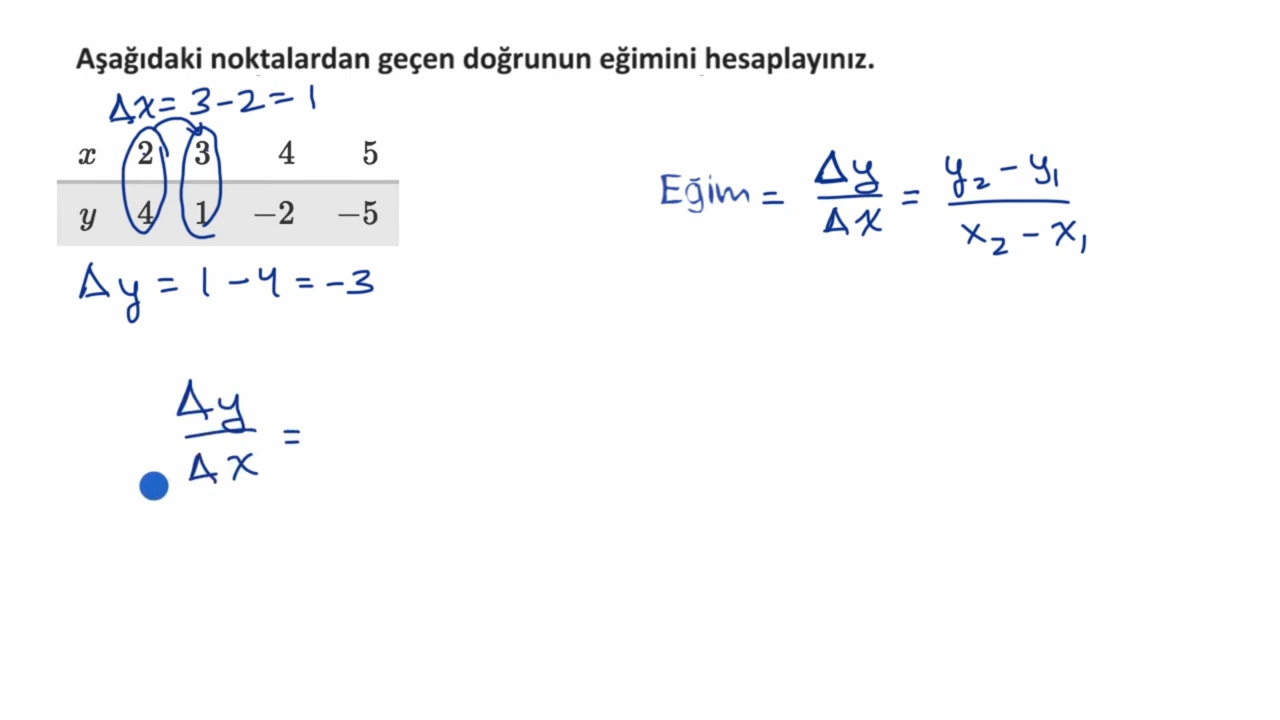 Aşağıdaki noktalardan geçen doğrunun eğimini hesaplayınız.
Δx = 3 - 2 = 1
x 2 3 4 5
y 4 1 −2 −5
Δy = 1 - 4 = -3
Eğim = Δy/Δx = y₂ - y₁/x₂ - x₁
Δy/Δx =